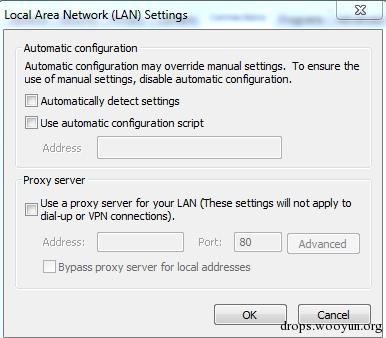 Local Area Network (LAN) Settings
Automatic configuration
Automatic configuration may override manual settings. To ensure the
use of manual settings, disable automatic configuration.
Automatically detect settings
Use automatic configuration script
Address
Proxy server
Use a proxy server for your LAN (These settings will not apply to
dial-up or VPN connections).
Address:
Port: 80
Advanced
Bypass proxy server for local addresses
OK
Cancel
drops.wooyun.org